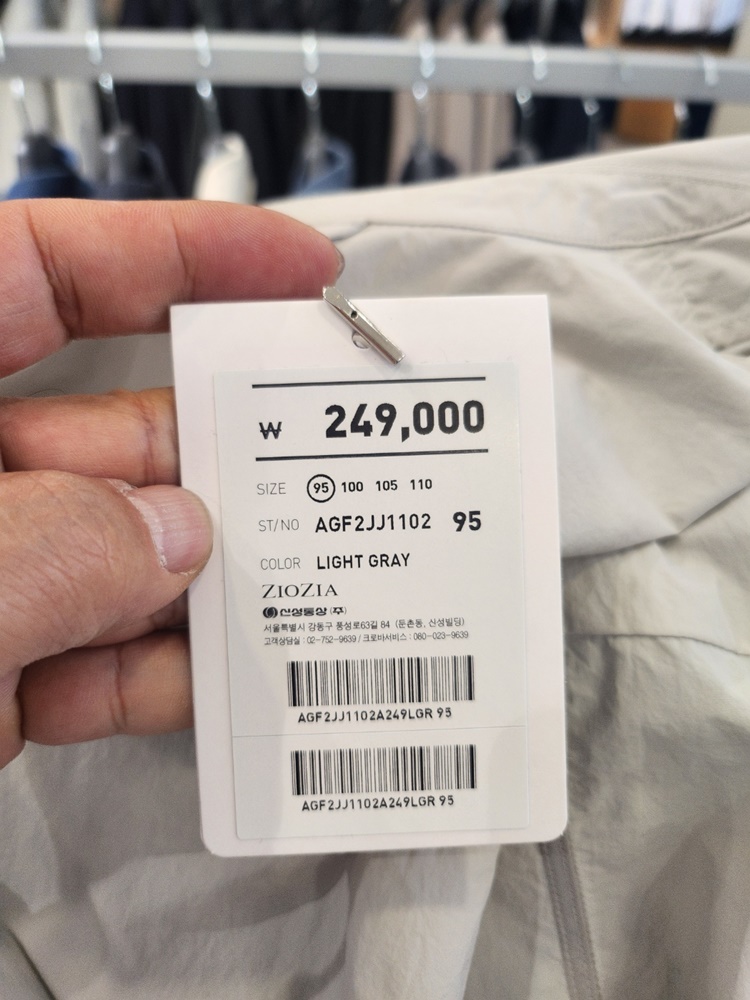 ₩ 249,000
SIZE 95 100 105 110
ST/NO AGF2JJ1102 95
COLOR LIGHT GRAY
ZIOZIA
신성통상(주)
서울특별시 강동구 풍성로63길 84 (둔촌동, 신성빌딩)
고객상담실 : 02-752-9639 / 크로바서비스 : 080-023-9639
AGF2JJ1102A249LGR 95
AGF2JJ1102A249LGR 95